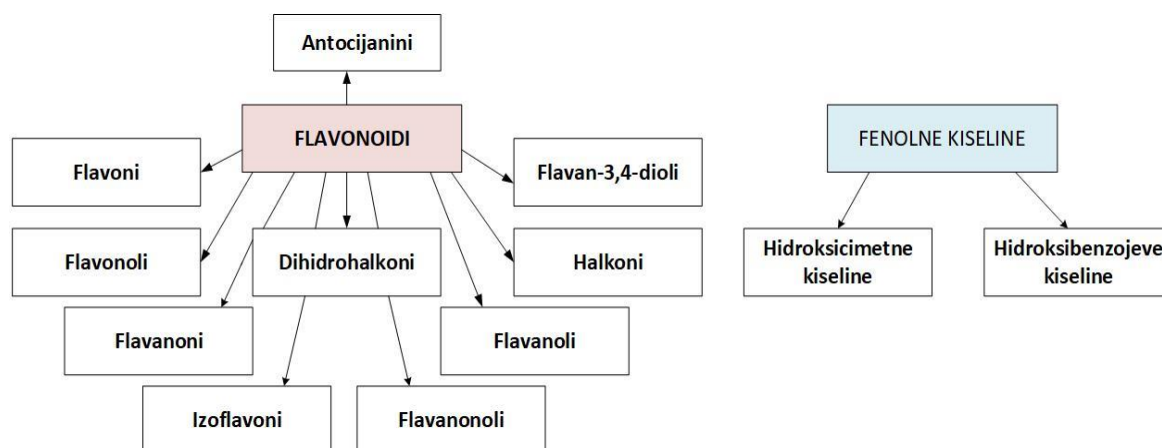 Antocijanini
FLAVONOIDI
FENOLNE KISELINE
Flavoni
Flavan-3,4-dioli
Flavonoli
Dihidrohalkoni
Halkoni
Hidroksicimetne
kiseline
Hidroksibenzojeve
kiseline
Flavanoni
Flavanoli
Izoflavoni
Flavanonoli